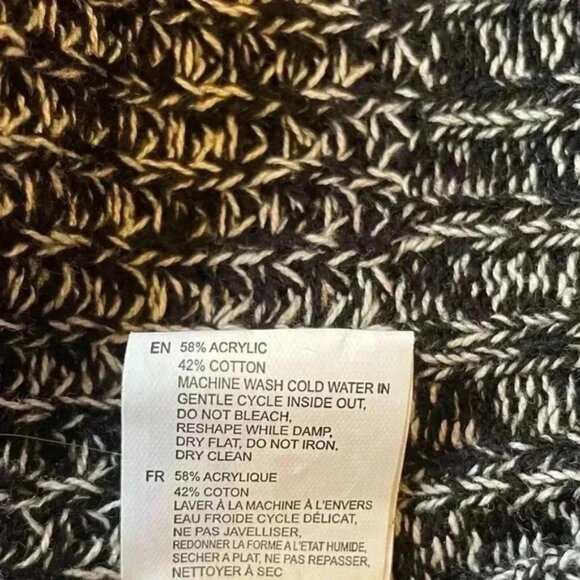 EN 58% ACRYLIC
42% COTTON
MACHINE WASH COLD WATER IN
GENTLE CYCLE INSIDE OUT,
DO NOT BLEACH,
RESHAPE WHILE DAMP,
DRY FLAT, DO NOT IRON,
DRY CLEAN
FR 58% ACRYLIQUE
42% COTON
LAVER À LA MACHINE À L'ENVERS
EAU FROIDE CYCLE DÉLICAT,
NE PAS JAVELLISER,
REDONNER LA FORME A L'ETAT HUMIDE,
SECHER A PLAT, NE PAS REPASSER,
NETTOYER À SEC